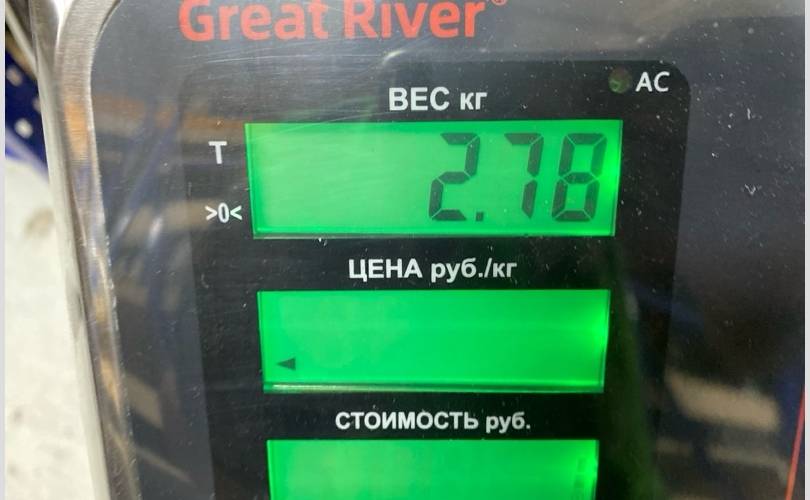 Great River®
AC
ВЕС кг
T
2.78
>0<
ЦЕНА руб./кг
СТОИМОСТЬ руб.